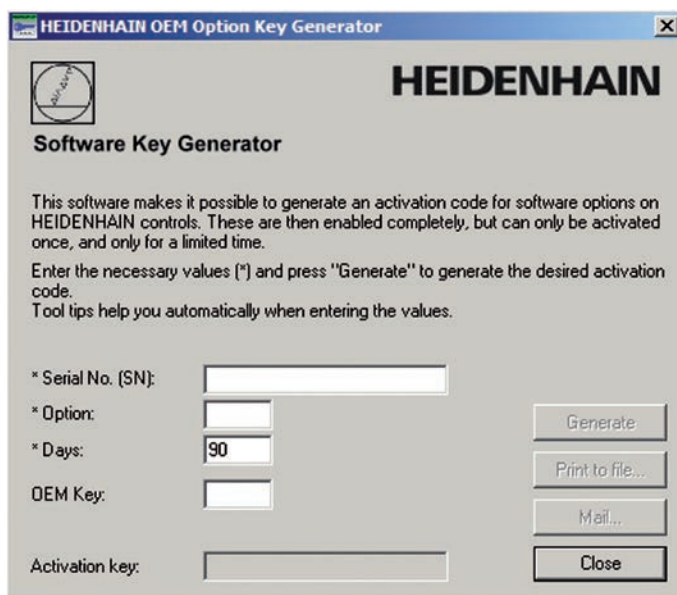 HEIDENHAIN OEM Option Key Generator
HEIDENHAIN
Software Key Generator
This software makes it possible to generate an activation code for software options on
HEIDENHAIN controls. These are then enabled completely, but can only be activated
once, and only for a limited time.
Enter the necessary values (*) and press "Generate" to generate the desired activation
code.
Tool tips help you automatically when entering the values.
* Serial No. (SN):
* Option:
* Days: 90
OEM Key:
Activation key:
Generate
Print to file...
Mail...
Close